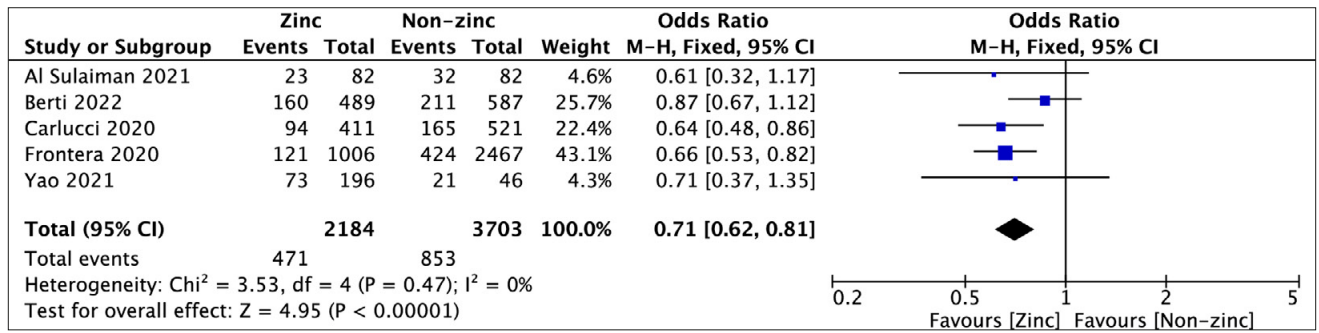 Zinc Non-zinc Odds Ratio Odds Ratio
Study or Subgroup Events Total Events Total Weight M-H, Fixed, 95% CI M-H, Fixed, 95% CI
Al Sulaiman 2021 23 82 32 82 4.6% 0.61 [0.32, 1.17]
Berti 2022 160 489 211 587 25.7% 0.87 [0.67, 1.12]
Carlucci 2020 94 411 165 521 22.4% 0.64 [0.48, 0.86]
Frontera 2020 121 1006 424 2467 43.1% 0.66 [0.53, 0.82]
Yao 2021 73 196 21 46 4.3% 0.71 [0.37, 1.35]
Total (95% CI) 2184 3703 100.0% 0.71 [0.62, 0.81]
Total events 471 853
Heterogeneity: Chi² = 3.53, df = 4 (P = 0.47); I² = 0%
Test for overall effect: Z = 4.95 (P < 0.00001)
0.2 0.5 1 2 5
Favours [Zinc] Favours [Non-zinc]